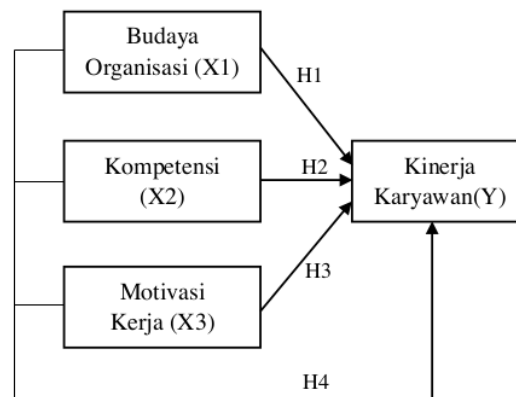 Budaya
Organisasi (X1)
H1
Kompetensi
(X2)
H2
Kinerja
Karyawan(Y)
H3
Motivasi
Kerja (X3)
H4